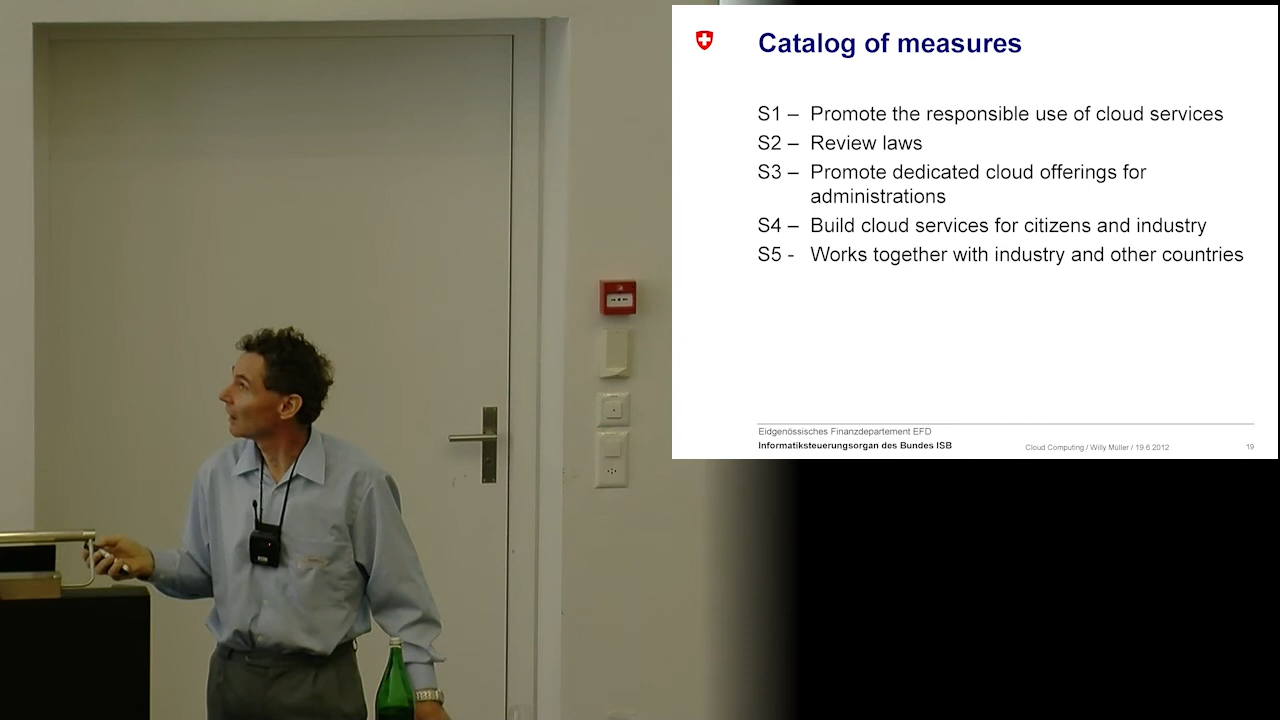 Catalog of measures
S1 – Promote the responsible use of cloud services
S2 – Review laws
S3 – Promote dedicated cloud offerings for
administrations
S4 – Build cloud services for citizens and industry
S5 - Works together with industry and other countries
Eidgenössisches Finanzdepartement EFD
Informatiksteuerungsorgan des Bundes ISB
Cloud Computing / Willy Müller / 19.6.2012
19